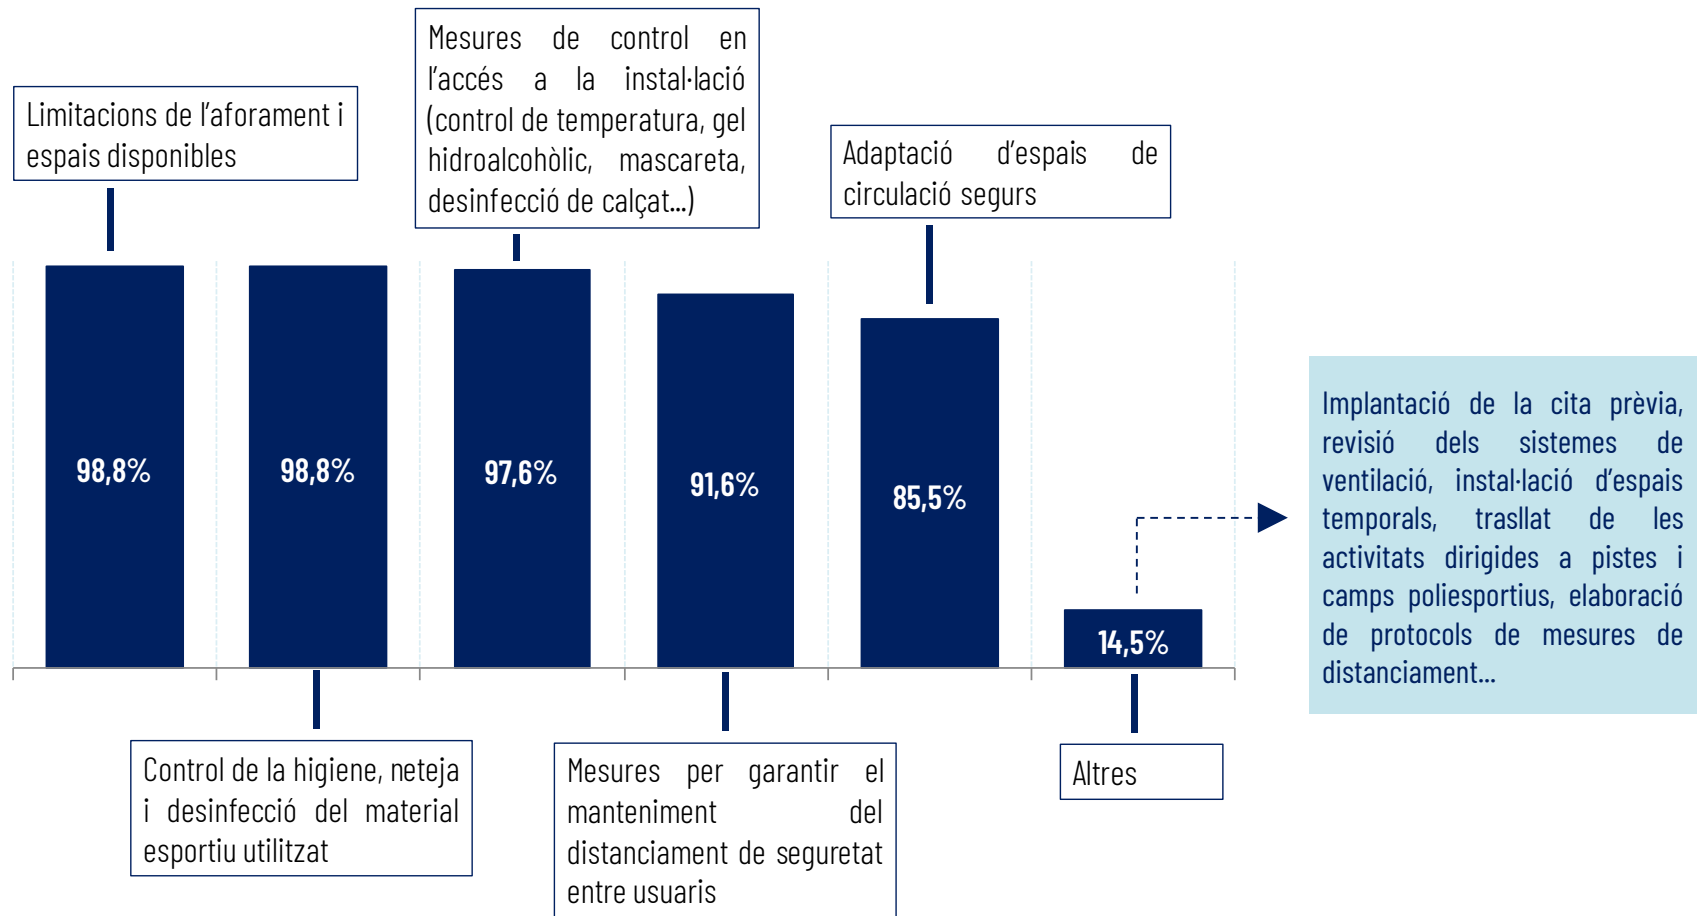 Limitacions de l'aforament i
espais disponibles
Mesures de control en
l'accés a la instal·lació
(control de temperatura, gel
hidroalcohòlic, mascareta,
desinfecció de calçat...)
Adaptació d'espais de
circulació segurs
98,8%
98,8%
97,6%
91,6%
85,5%
14,5%
Control de la higiene, neteja
i desinfecció del material
esportiu utilitzat
Mesures per garantir el
manteniment del
distanciament de seguretat
entre usuaris
Altres
Implantació de la cita prèvia,
revisió dels sistemes de
ventilació, instal·lació d'espais
temporals, trasllat de les
activitats dirigides a pistes i
camps poliesportius, elaboració
de protocols de mesures de
distanciament...